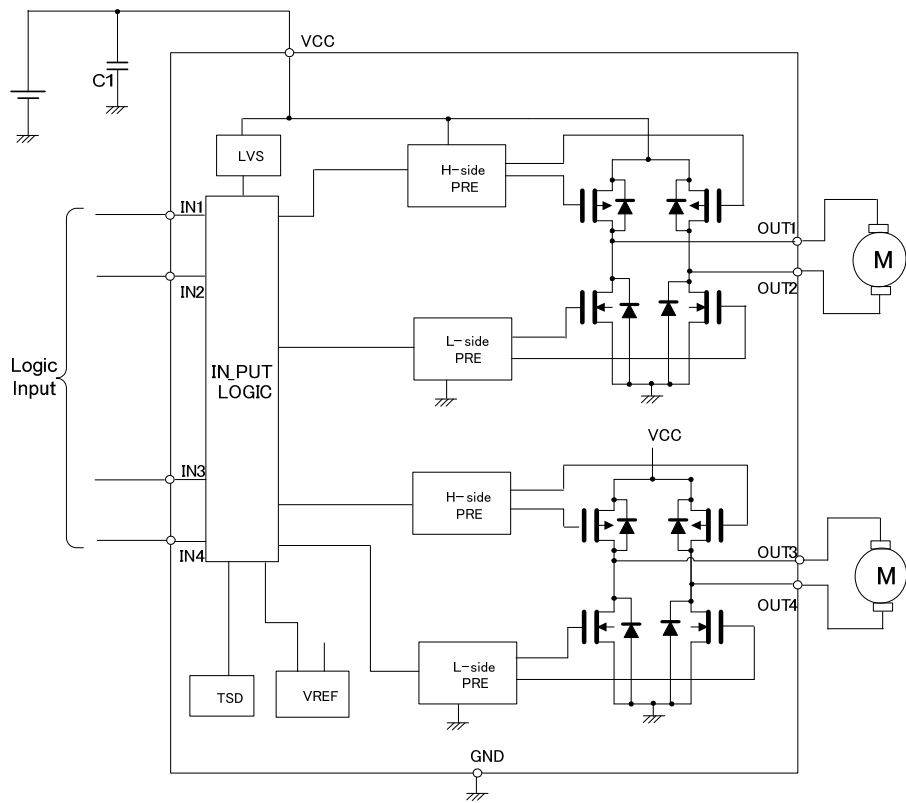 VCC
C1
LVS
H-side
PRE
IN1
OUT1
M
IN2
OUT2
L-side
PRE
Logic
Input
IN_PUT
LOGIC
VCC
IN3
H-side
PRE
IN4
OUT3
M
OUT4
L-side
PRE
TSD
VREF
GND